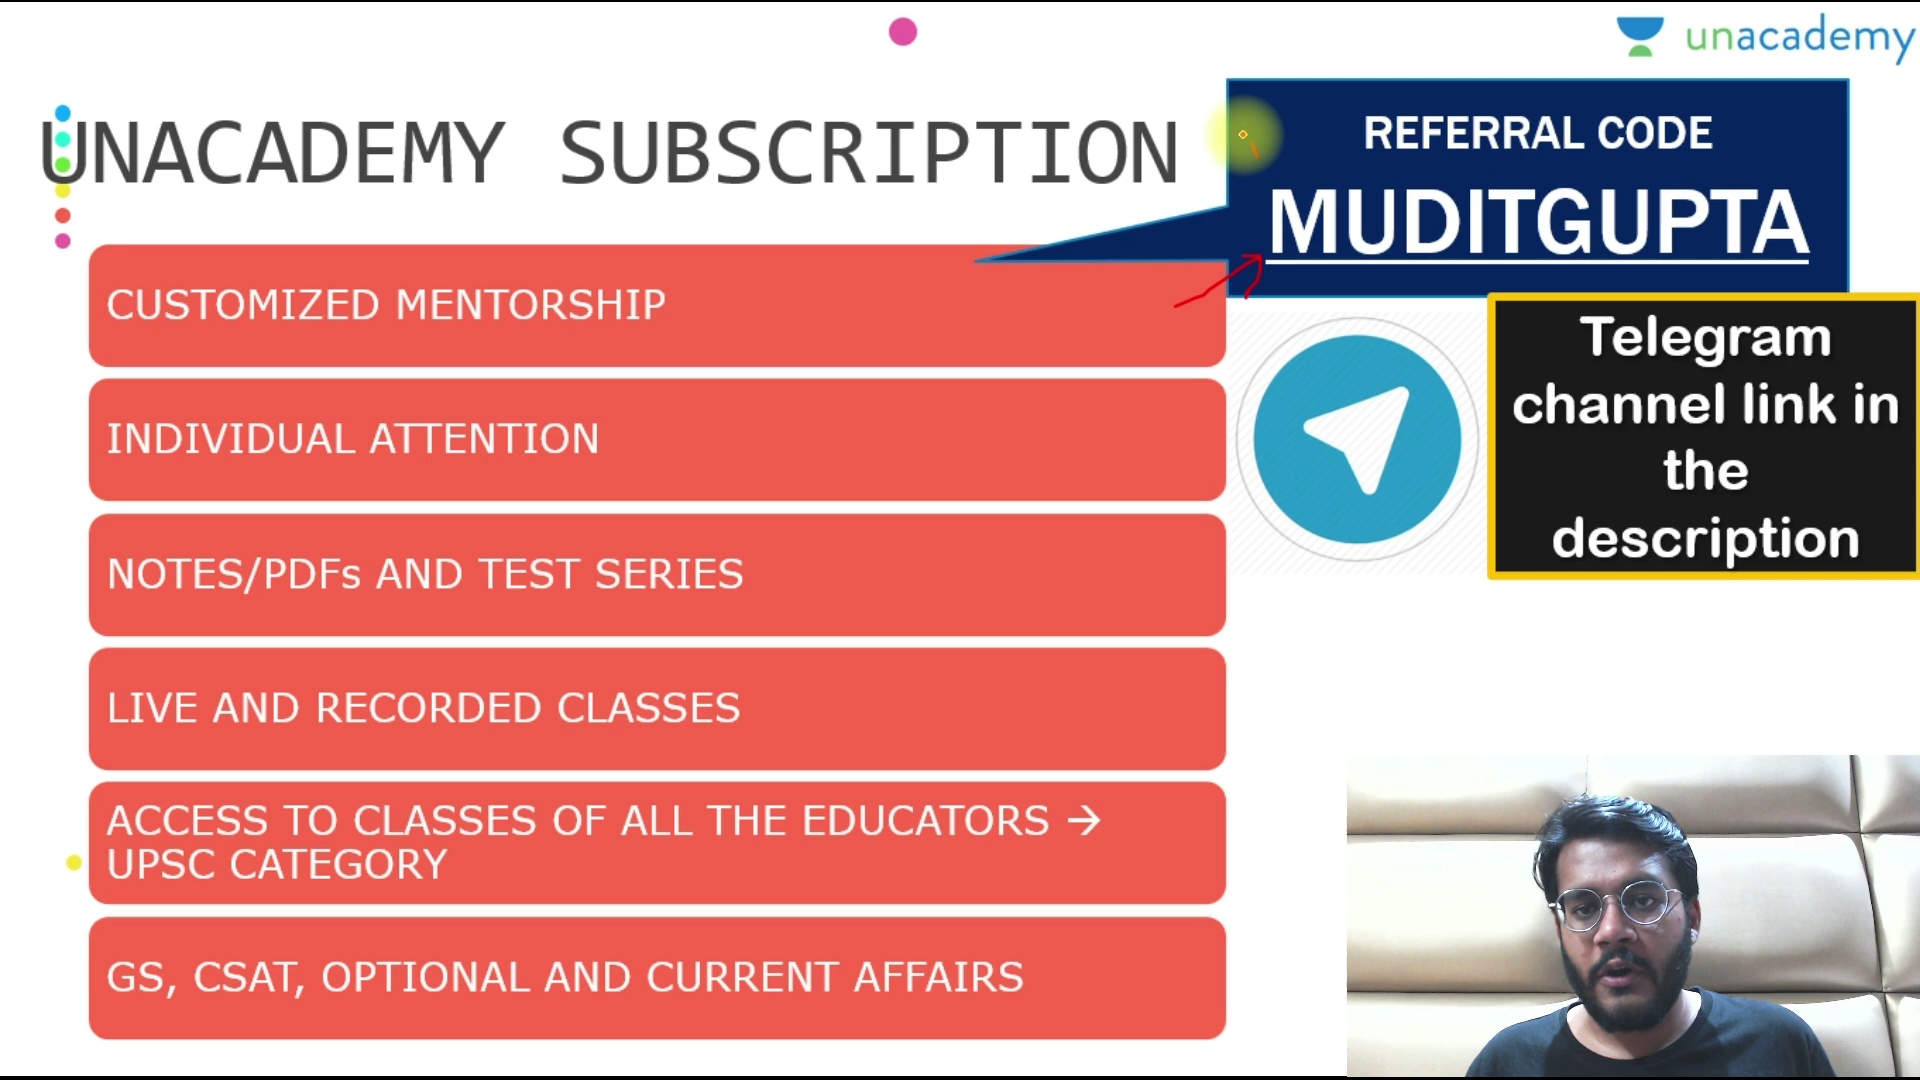 unacademy
UNACADEMY SUBSCRIPTION
REFERRAL CODE
MUDITGUPTA
CUSTOMIZED MENTORSHIP
INDIVIDUAL ATTENTION
NOTES/PDFs AND TEST SERIES
LIVE AND RECORDED CLASSES
ACCESS TO CLASSES OF ALL THE EDUCATORS →
UPSC CATEGORY
GS, CSAT, OPTIONAL AND CURRENT AFFAIRS
Telegram
channel link in
the
description